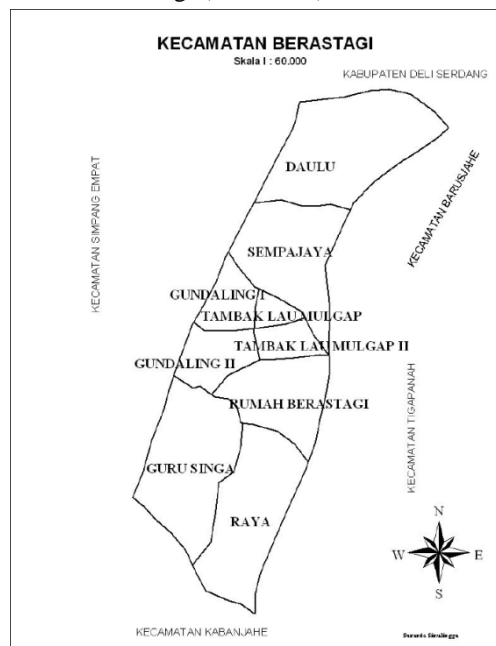 KECAMATAN BERASTAGI
Skala I : 60.000
KABUPATEN DELI SERDANG
DAULU
KECAMATAN BARUSJAHE
KECAMATAN SIMPANG EMPAT
SEMPAJAYA
GUNDALING I
TAMBAK LAU MULGAP
TAMBAK LAU MULGAP II
GUNDALING II
RUMAH BERASTAGI
KECAMATAN TIGAPANAH
GURU SINGA
RAYA
N
W
E
S
KECAMATAN KABANJAHE